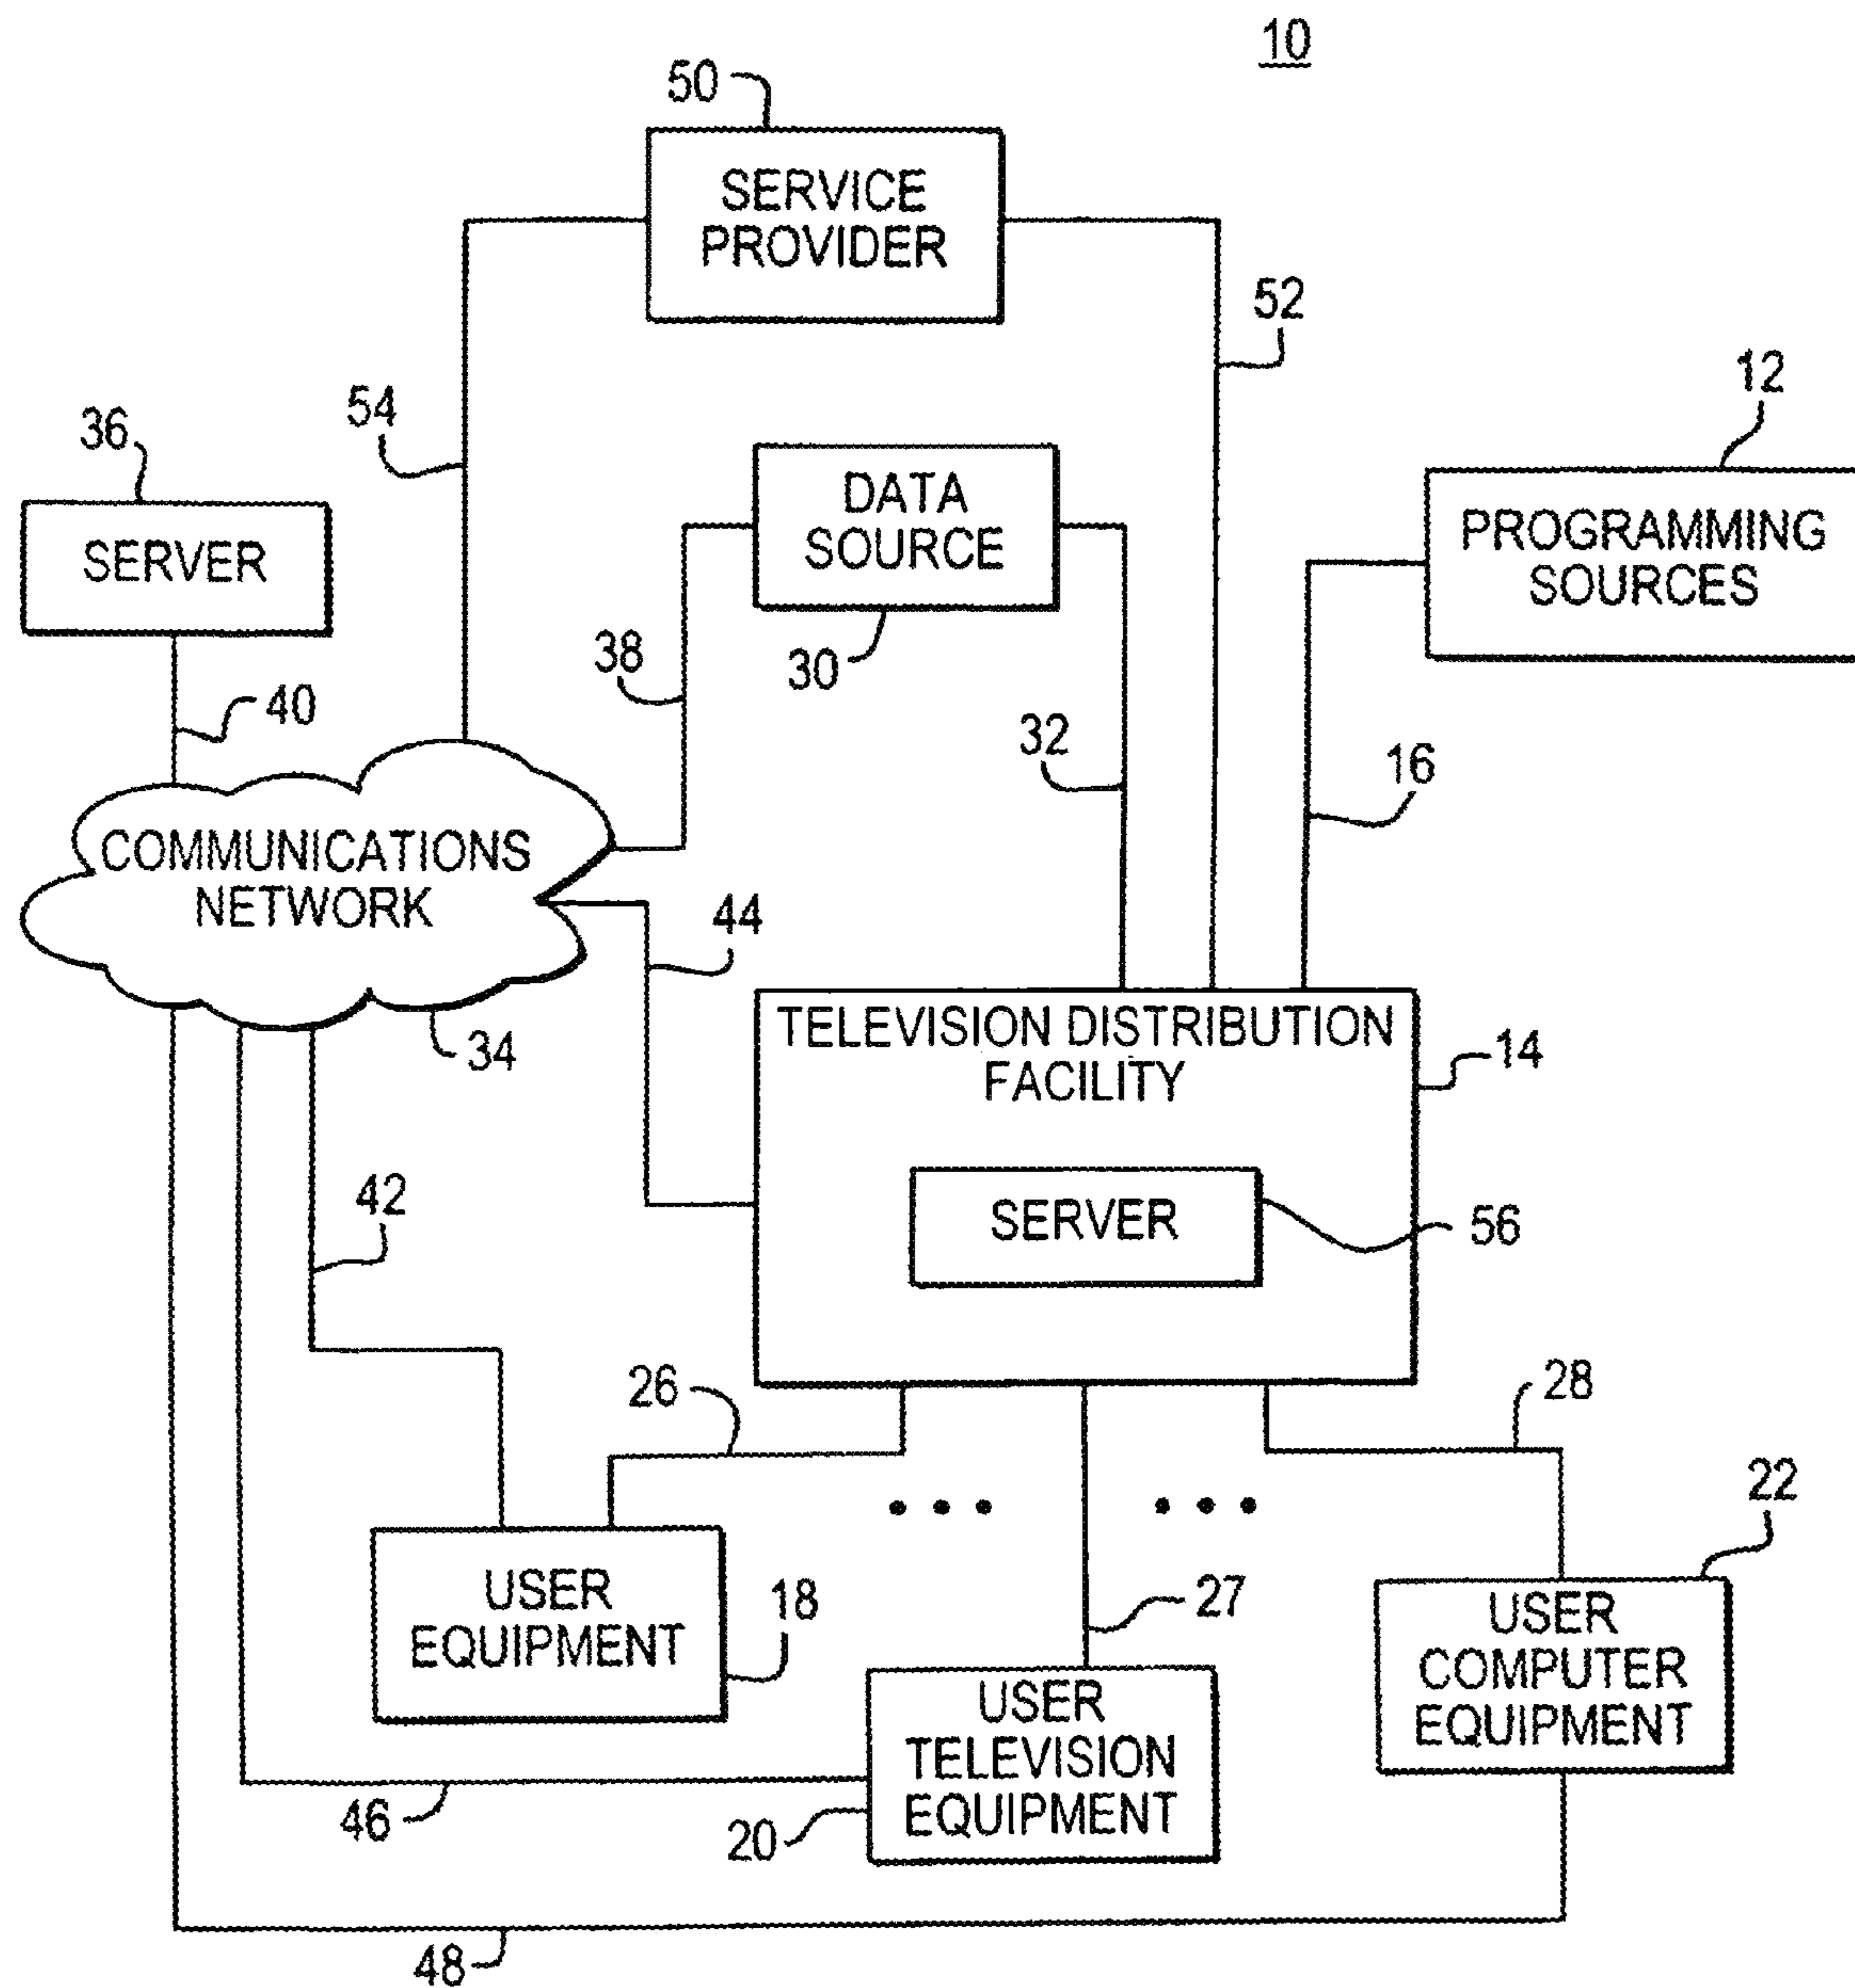 10
50
SERVICE
PROVIDER
52
12
54
36
DATA
SOURCE
PROGRAMMING
SOURCES
SERVER
38
30
40
32
16
COMMUNICATIONS
NETWORK
44
34
TELEVISION DISTRIBUTION
FACILITY
14
42
SERVER
56
26
28
22
USER
EQUIPMENT
18
27
USER
COMPUTER
EQUIPMENT
USER
TELEVISION
EQUIPMENT
46
20
48